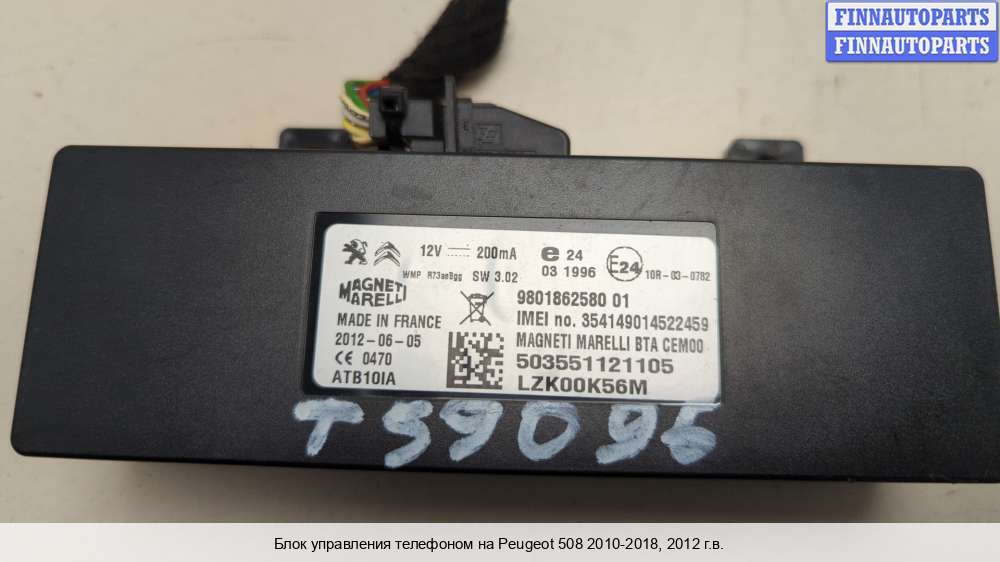 FINNAUTOPARTS
FINNAUTOPARTS
12V 200mA e 24 E24
03 1996 10R-03-0782
WMP R73ae8gg SW 3.02
MAGNETI
MARELLI
9801862580 01
IMEI no. 354149014522459
MADE IN FRANCE
MAGNETI MARELLI BTA CEM00
2012-06-05
503551121105
CE 0470
ATB10IA
LZK00K56M
TS9096
Блок управления телефоном на Peugeot 508 2010-2018, 2012 г.в.